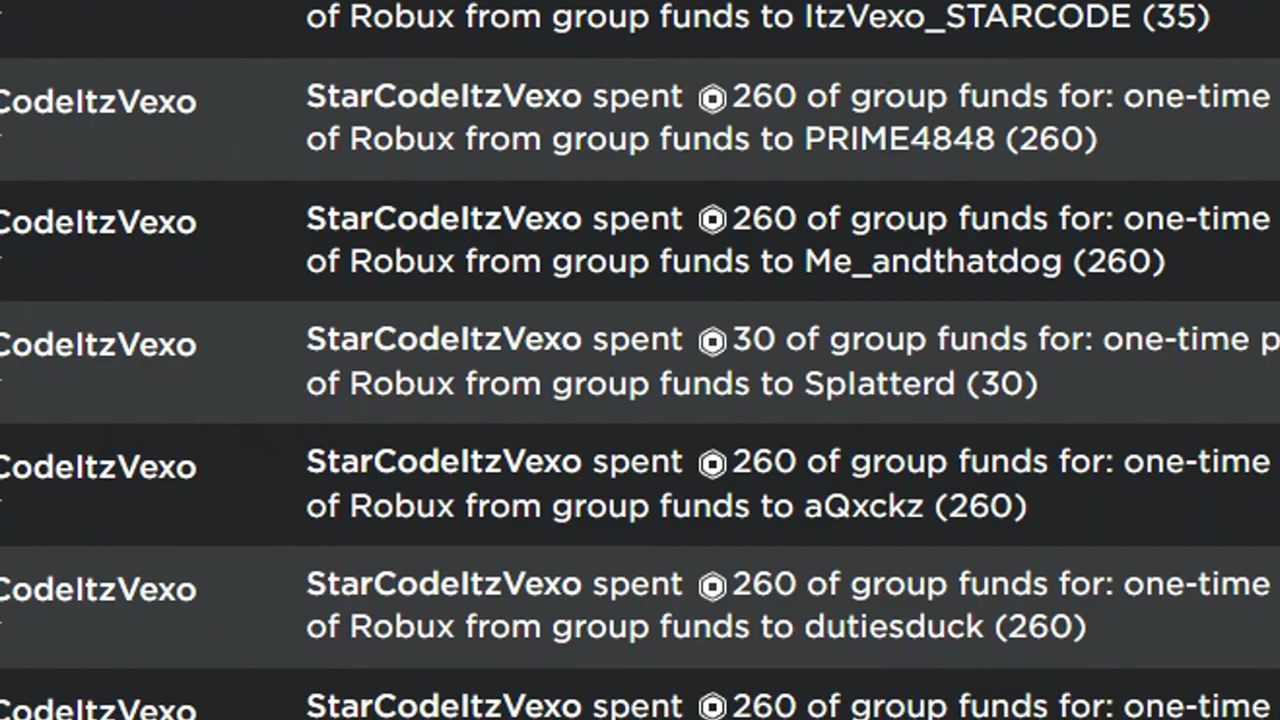 of Robux from group funds to ItzVexo_STARCODE (35)
CodeItzVexo
StarCodeItzVexo spent 260 of group funds for: one-time
of Robux from group funds to PRIME4848 (260)
CodeItzVexo
StarCodeItzVexo spent 260 of group funds for: one-time
of Robux from group funds to Me_andthatdog (260)
CodeItzVexo
StarCodeItzVexo spent 30 of group funds for: one-time p
of Robux from group funds to Splatterd (30)
CodeItzVexo
StarCodeItzVexo spent 260 of group funds for: one-time
of Robux from group funds to aQxckz (260)
CodeItzVexo
StarCodeItzVexo spent 260 of group funds for: one-time
of Robux from group funds to dutiesduck (260)
CodeItzVexo
StarCodeItzVexo spent 260 of group funds for: one-time